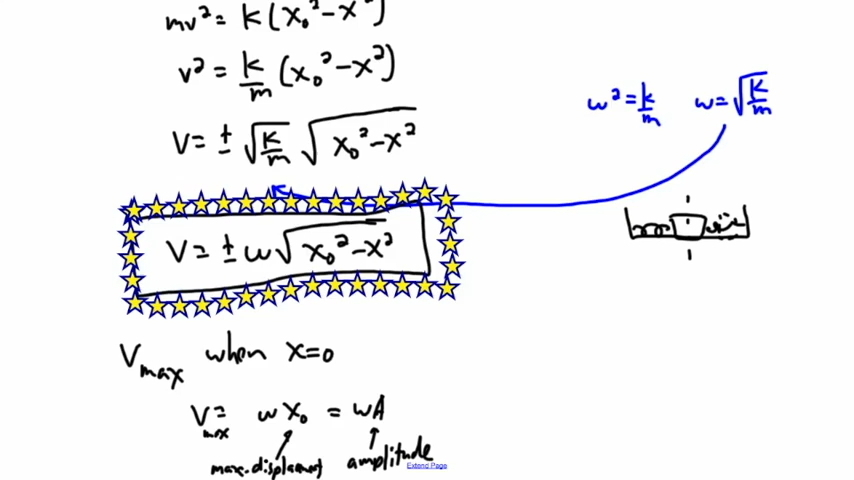 mv² = k(x₀² - x²)
v² = k/m (x₀² - x²)
ω² = k/m ω = √(k/m)
V = ± √(k/m) √(x₀² - x²)
V = ± ω √(x₀² - x²)
Vmax when x=0
Vmax = ωx₀ = ωA
max. displament amplitude
Extend Page